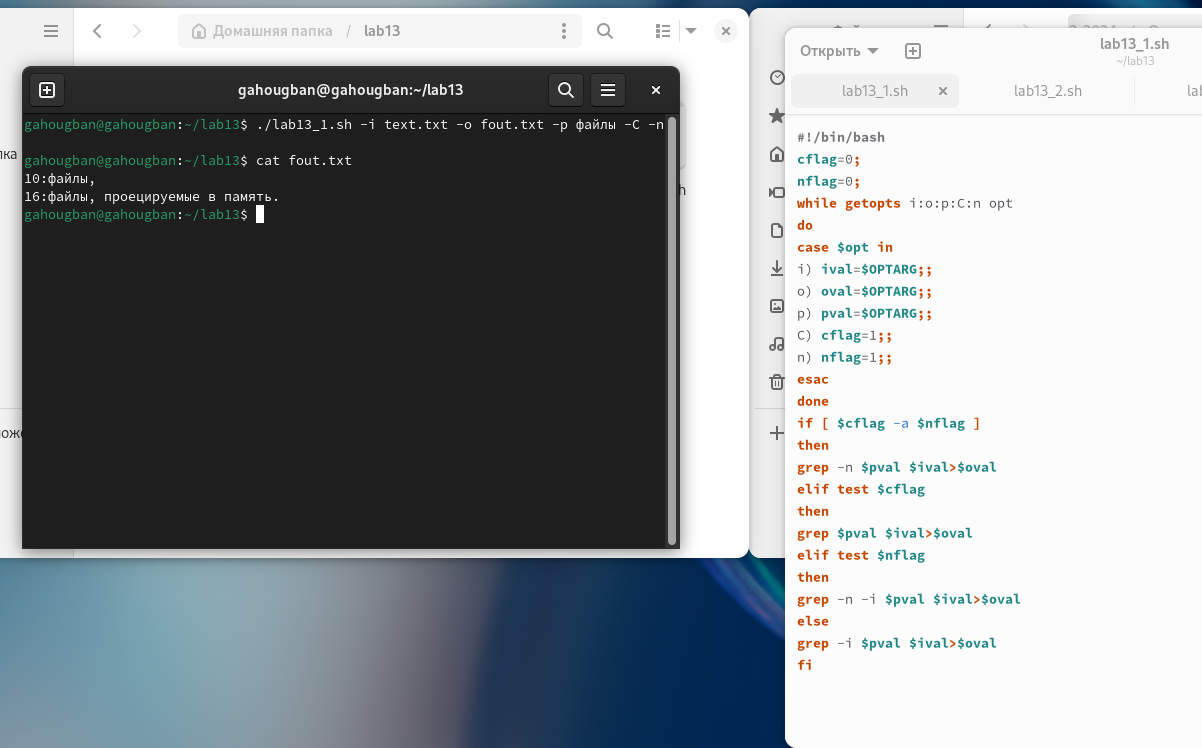 Домашняя папка / lab13
gahougban@gahougban:~/lab13
gahougban@gahougban:~/lab13$ ./lab13_1.sh -i text.txt -o fout.txt -p файлы -C -n
gahougban@gahougban:~/lab13$ cat fout.txt
10:файлы,
16:файлы, проецируемые в память.
gahougban@gahougban:~/lab13$
Открыть
lab13_1.sh
~/lab13
lab13_1.sh
lab13_2.sh
#!/bin/bash
cflag=0;
nflag=0;
while getopts i:o:p:C:n opt
do
case $opt in
i) ival=$OPTARG;;
o) oval=$OPTARG;;
p) pval=$OPTARG;;
C) cflag=1;;
n) nflag=1;;
esac
done
if [ $cflag -a $nflag ]
then
grep -n $pval $ival>$oval
elif test $cflag
then
grep $pval $ival>$oval
elif test $nflag
then
grep -n -i $pval $ival>$oval
else
grep -i $pval $ival>$oval
fi